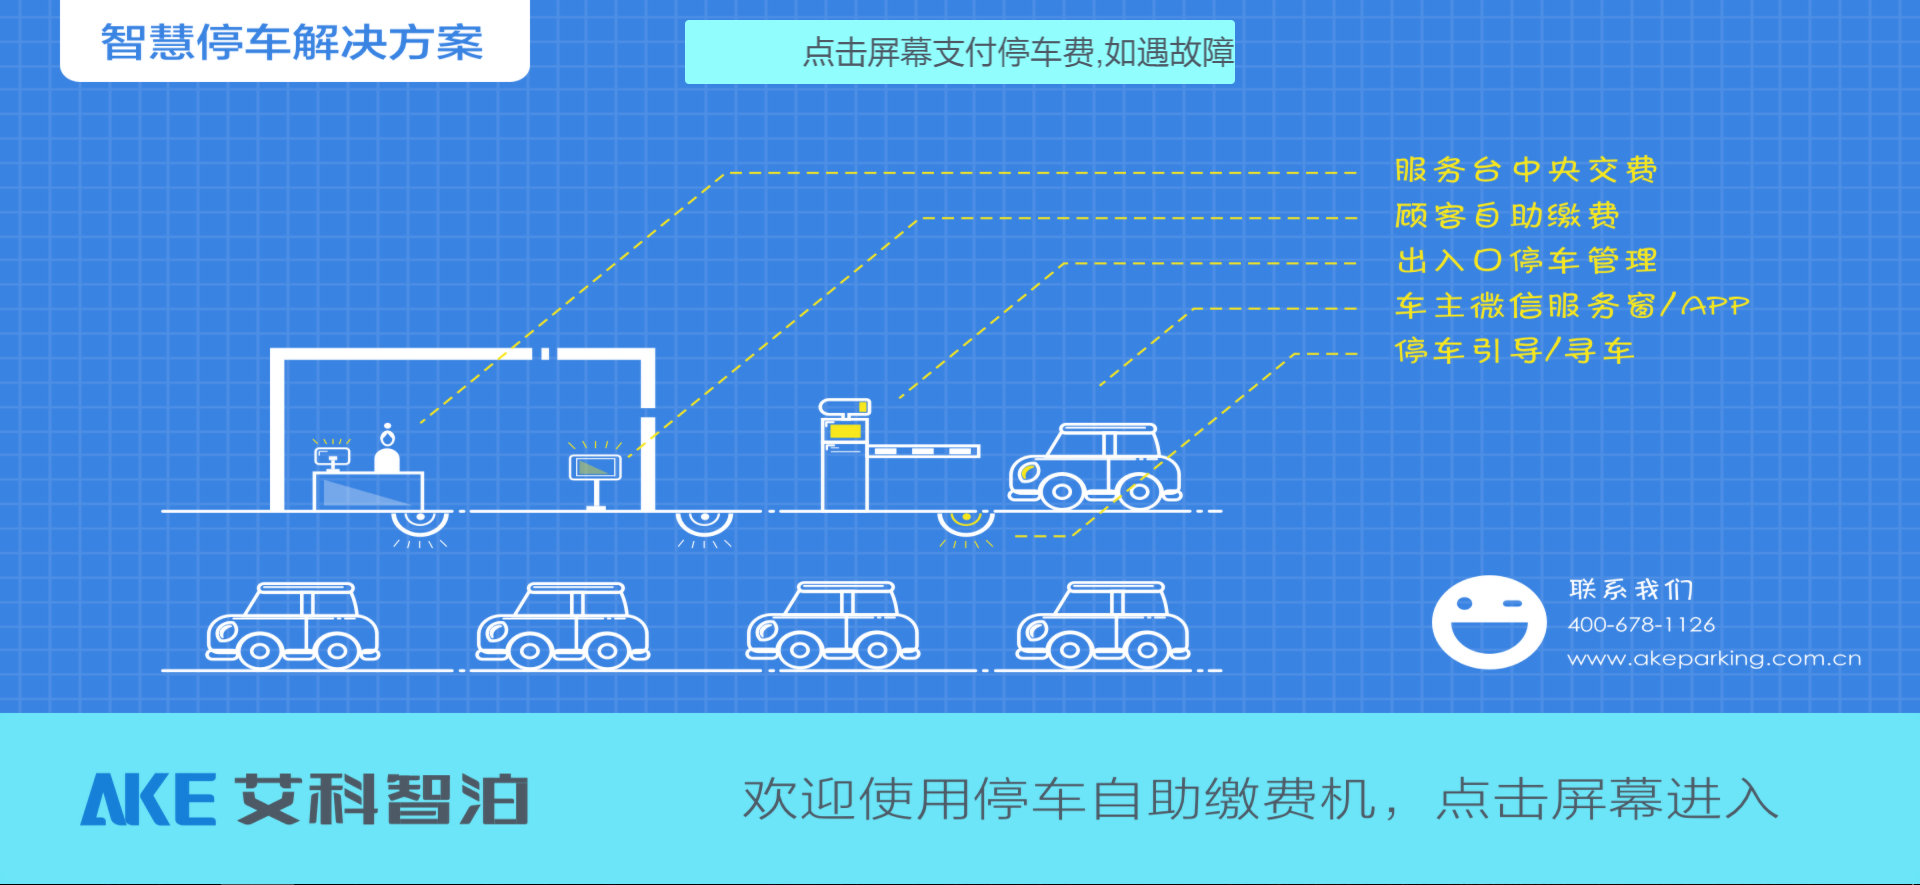 智慧停车解决方案
点击屏幕支付停车费,如遇故障
服务台中央交费
顾客自助缴费
出入口停车管理
车主微信服务窗/APP
停车引导/寻车
联系我们
400-678-1126
www.akeparking.com.cn
AKE 艾科智泊
欢迎使用停车自助缴费机，点击屏幕进入